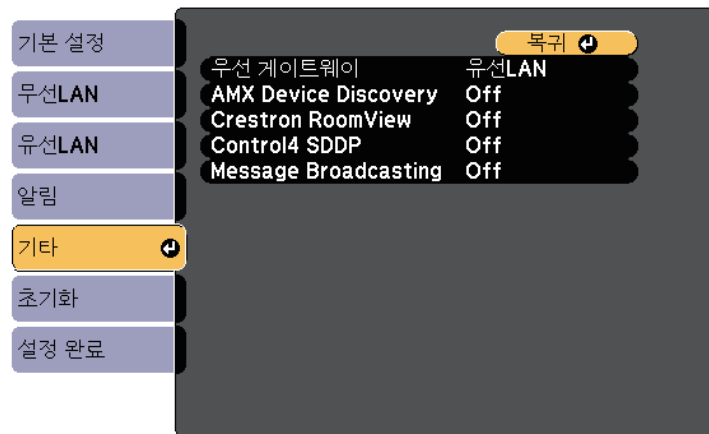 기본 설정
무선LAN
유선LAN
알림
기타
초기화
설정 완료
복귀
우선 게이트웨이 유선LAN
AMX Device Discovery Off
Crestron RoomView Off
Control4 SDDP Off
Message Broadcasting Off